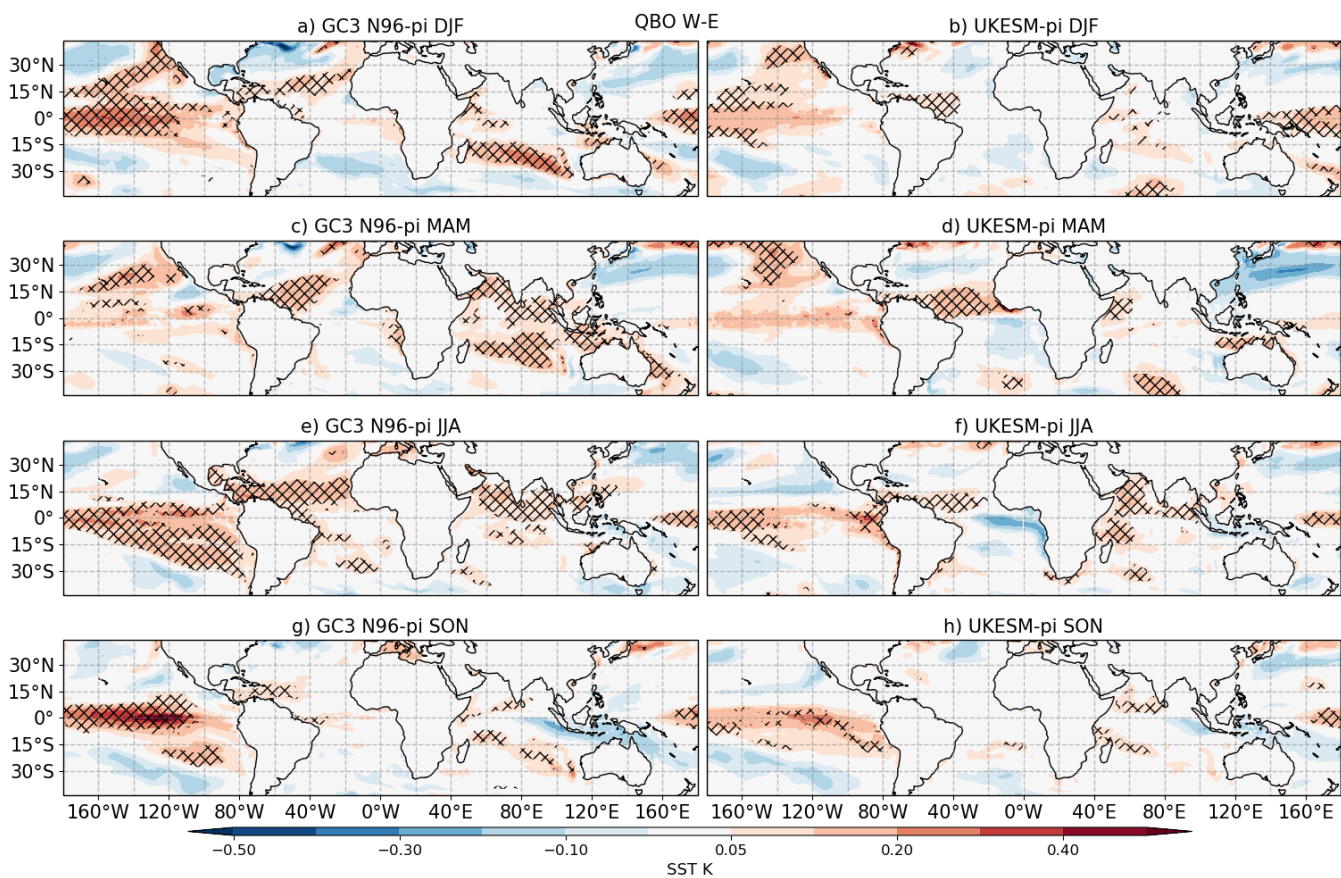 QBO W-E
a) GC3 N96-pi DJF
b) UKESM-pi DJF
30°N
15°N
0°
15°S
30°S
c) GC3 N96-pi MAM
d) UKESM-pi MAM
30°N
15°N
0°
15°S
30°S
e) GC3 N96-pi JJA
f) UKESM-pi JJA
30°N
15°N
0°
15°S
30°S
g) GC3 N96-pi SON
h) UKESM-pi SON
30°N
15°N
0°
15°S
30°S
160°W 120°W 80°W 40°W 0°W 40°E 80°E 120°E 160°E
160°W 120°W 80°W 40°W 0°W 40°E 80°E 120°E 160°E
−0.50 −0.30 −0.10 0.05 0.20 0.40
SST K